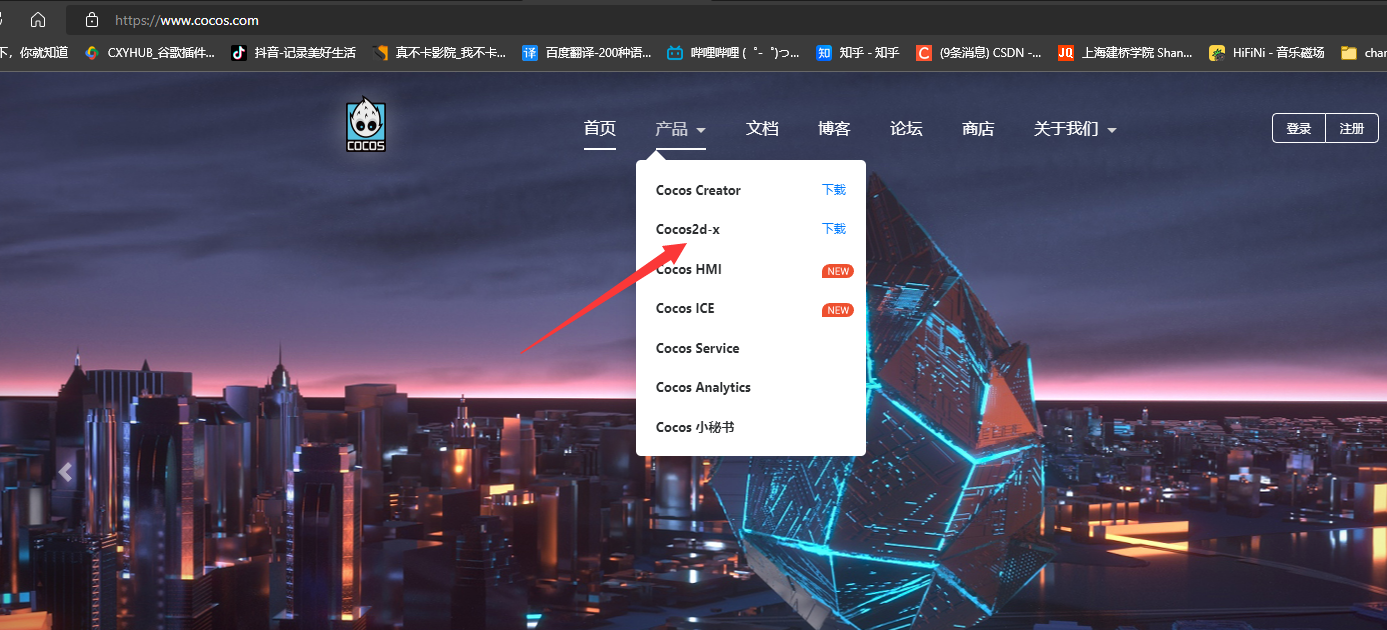 https://www.cocos.com
下，你就知道 CXYHUB_谷歌插件... 抖音-记录美好生活 真不卡影院_我不卡... 译 百度翻译-200种语... 哔哩哔哩 (゜-゜)つ... 知 知乎 - 知乎 C (9条消息) CSDN -... JQ 上海建桥学院 Shan... HiFiNi - 音乐磁场 char
COCOS
首页 产品 文档 博客 论坛 商店 关于我们 登录 注册
Cocos Creator 下载
Cocos2d-x 下载
Cocos HMI NEW
Cocos ICE NEW
Cocos Service
Cocos Analytics
Cocos 小秘书